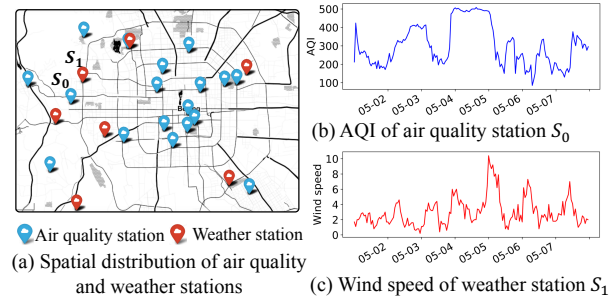 S₁
S₀
Air quality station
Weather station
(a) Spatial distribution of air quality
and weather stations
500
400
300
200
100
AQI
05-02
05-03
05-04
05-05
05-06
05-07
(b) AQI of air quality station S₀
10
8
6
4
2
0
Wind speed
05-02
05-03
05-04
05-05
05-06
05-07
(c) Wind speed of weather station S₁